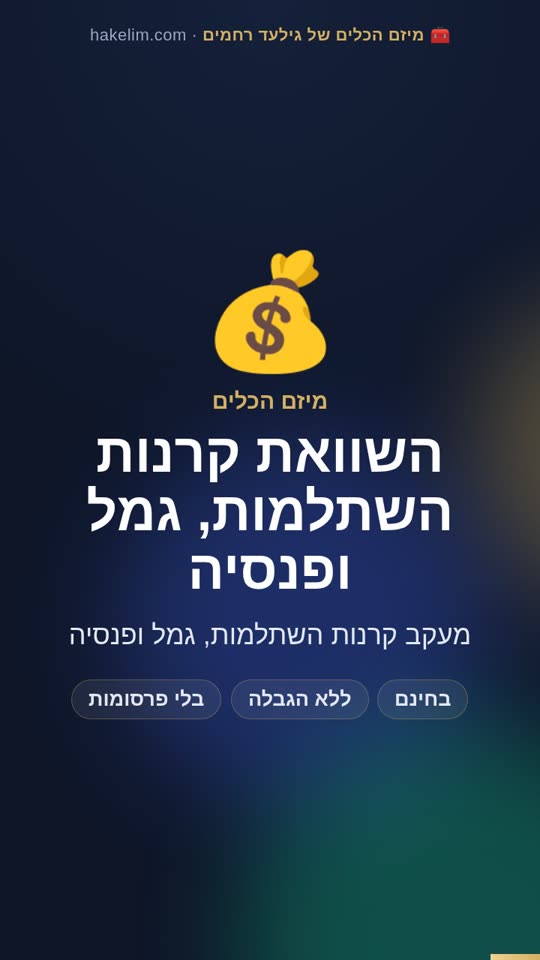 🧰 מיזם הכלים של גילעד רחמים · hakelim.com
מיזם הכלים
השוואת קרנות
השתלמות, גמל
ופנסיה
מעקב קרנות השתלמות, גמל ופנסיה
בחינם
ללא הגבלה
בלי פרסומות